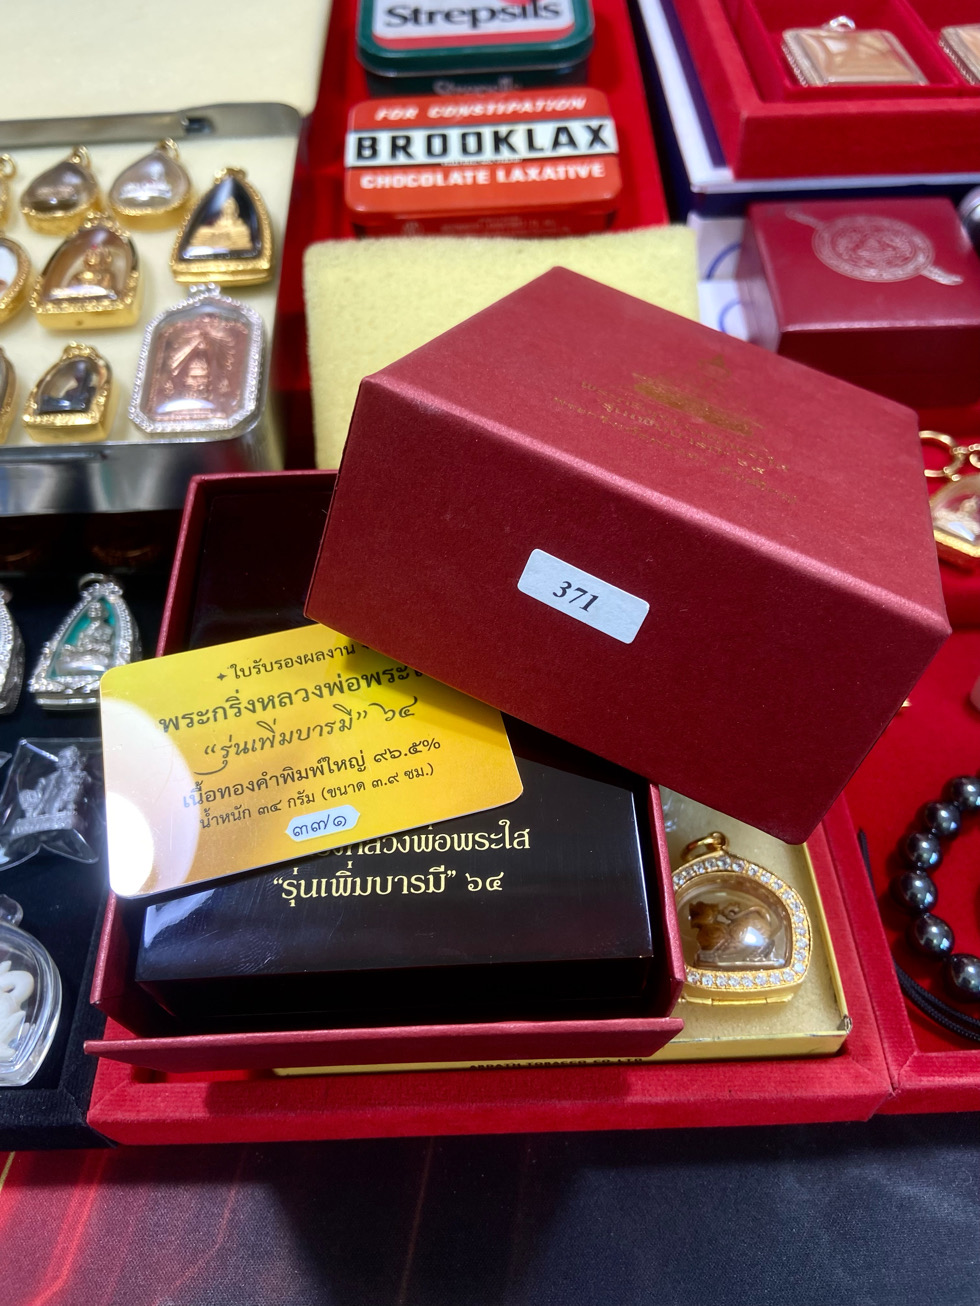 Strepsils
FOR CONSTIPATION
BROOKLAX
CHOCOLATE LAXATIVE
371
ใบรับรองผลงาน
พระกริ่งหลวงพ่อพระใส
“รุ่นเพิ่มบารมี” ๖๔
เนื้อทองคำพิมพ์ใหญ่ ๙๖.๕%
น้ำหนัก ๓๔ กรัม (ขนาด ๓.๙ ซม.)
๓๗๑
หลวงพ่อพระใส
“รุ่นเพิ่มบารมี” ๖๔
TOBACCO CO LTD